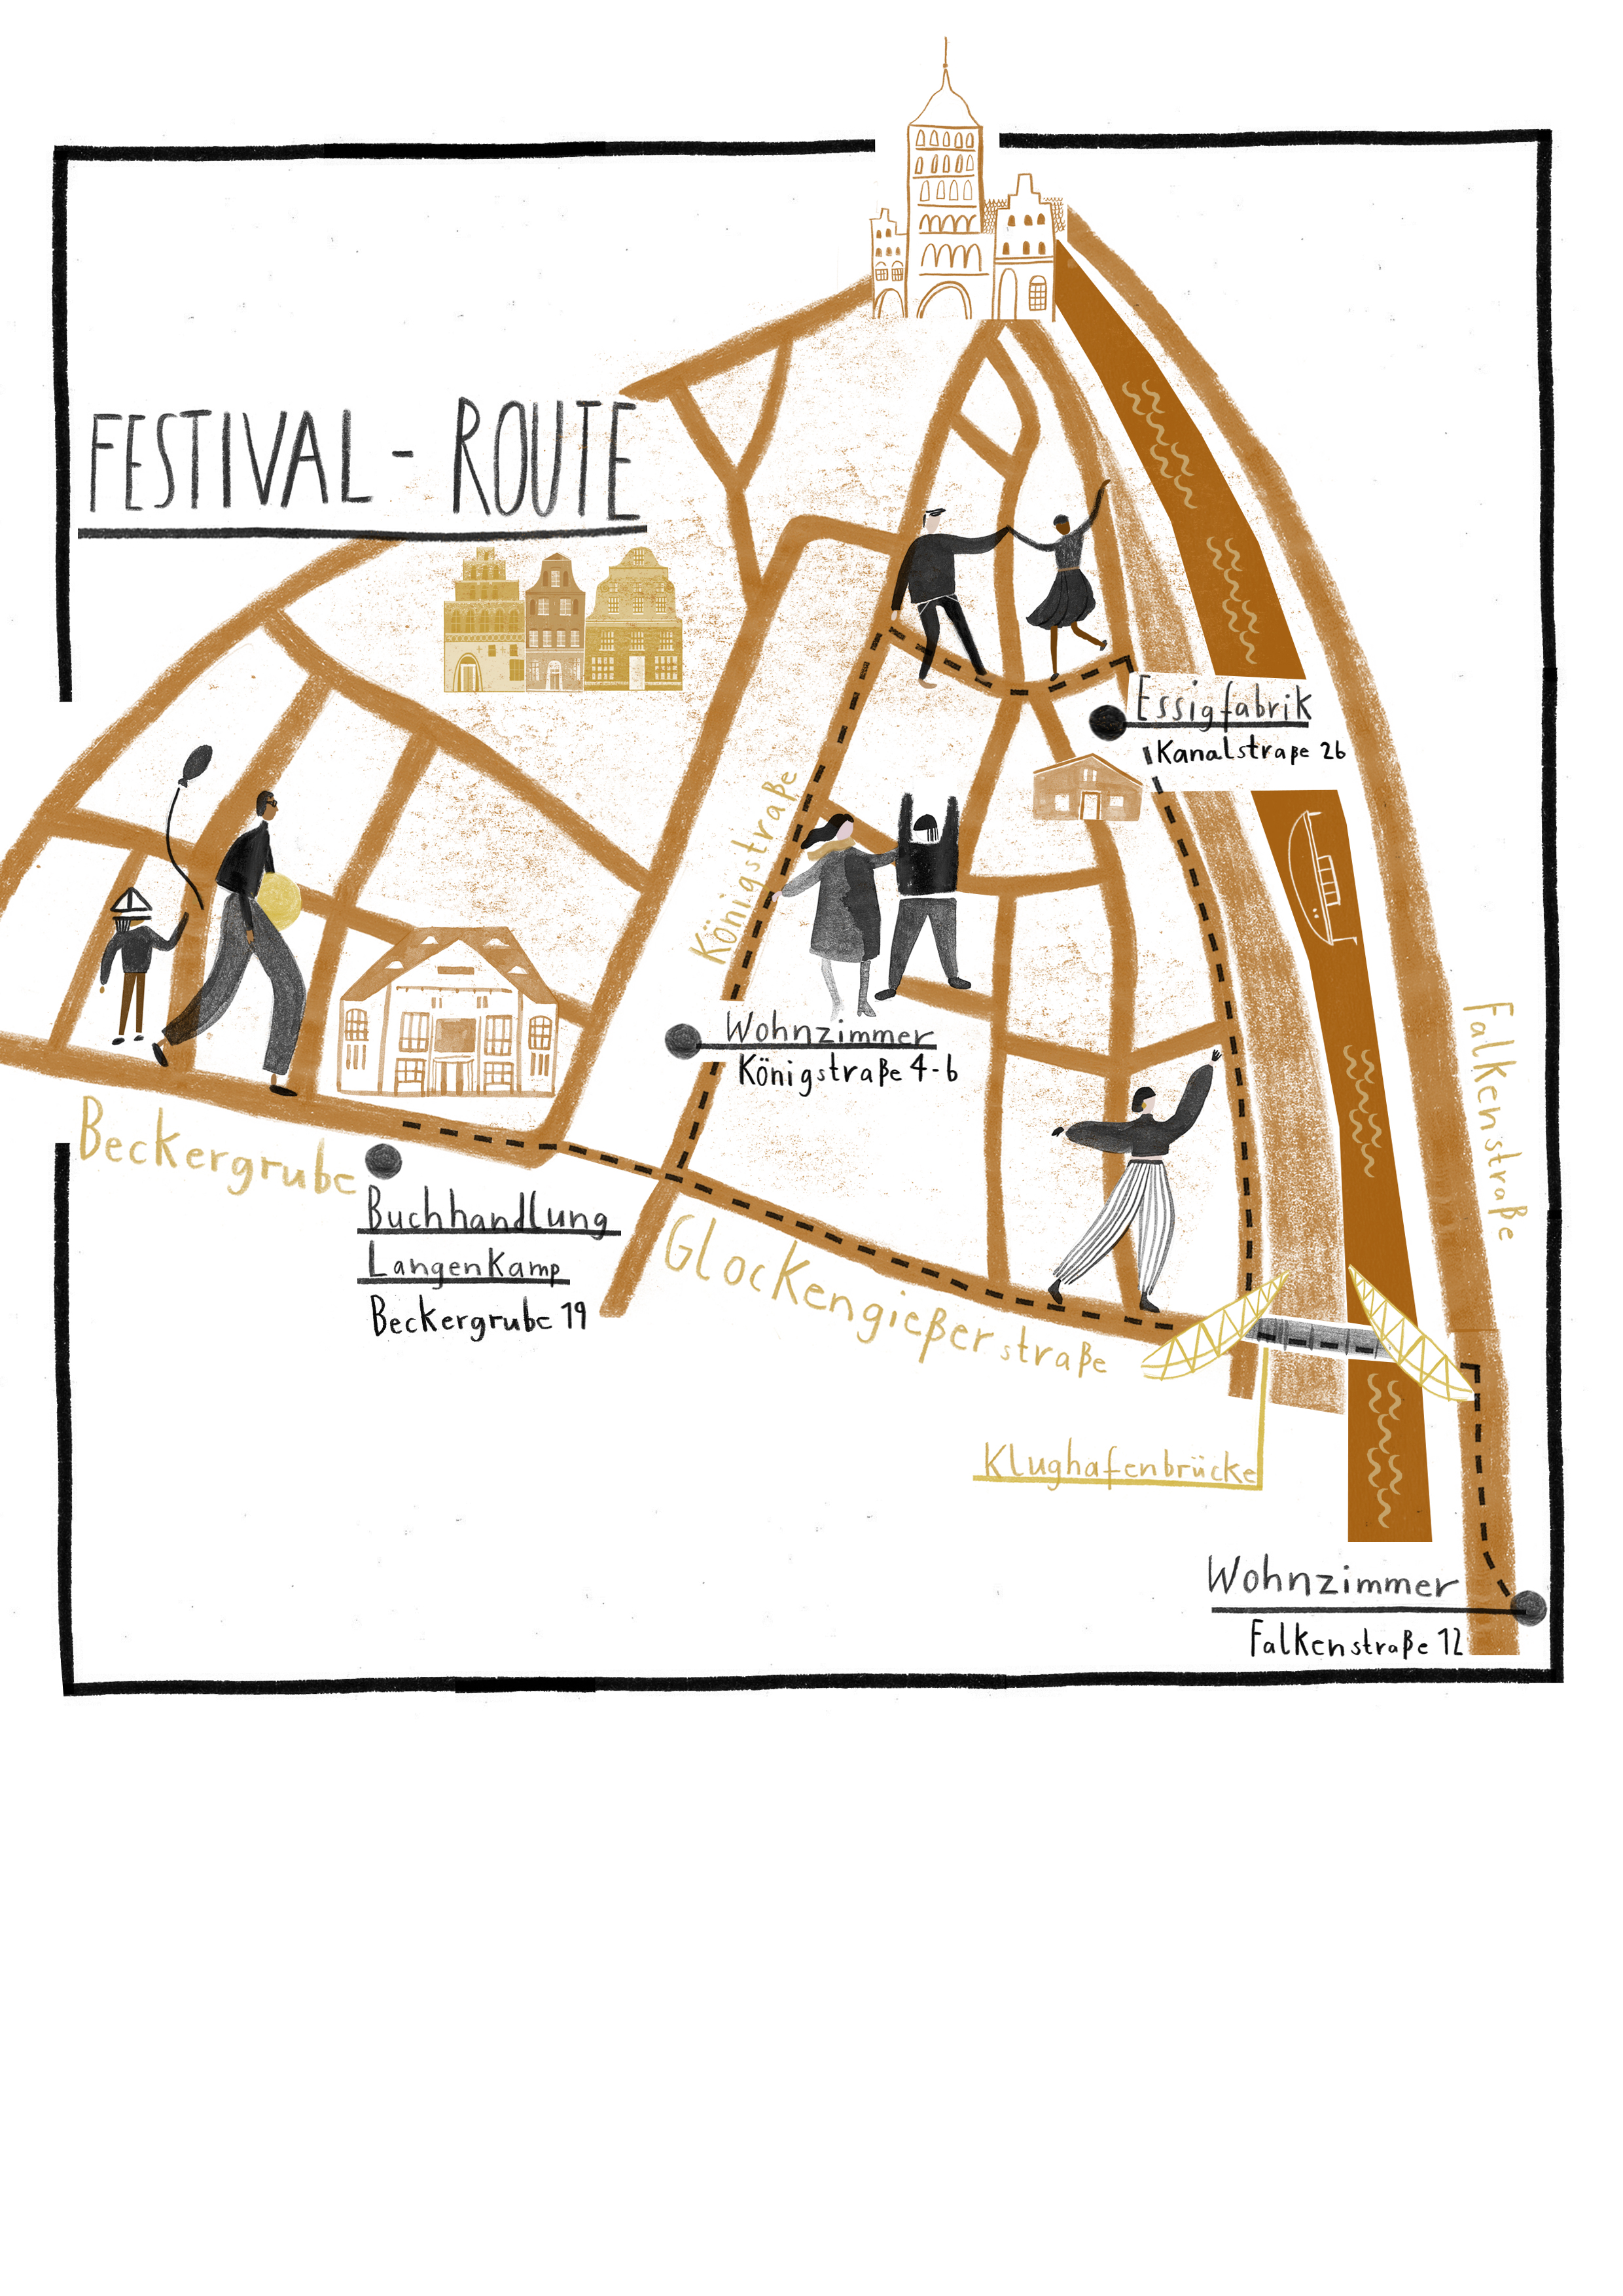 FESTIVAL - ROUTE
Essigfabrik
Kanalstraße 26
Königstraße
Wohnzimmer
Königstraße 4-6
Falkenstraße
Beckergrube
Buchhandlung
Langenkamp
Beckergrube 19
Glockengießerstraße
Klughafenbrücke
Wohnzimmer
Falkenstraße 12